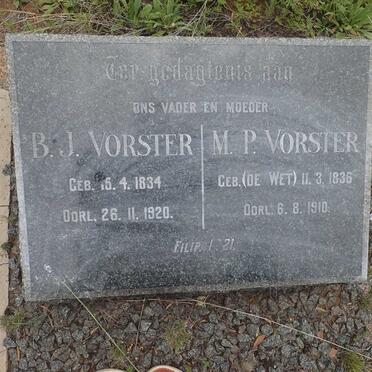 Ter gedagtenis aan
ONS VADER EN MOEDER
B. J. VORSTER
GEB. 15. 4. 1834
OORL. 26. 11. 1920.
M. P. VORSTER
GEB. (DE WET) 11. 3. 1836
OORL. 6. 8. 1910.
FILIP. 1. 21.